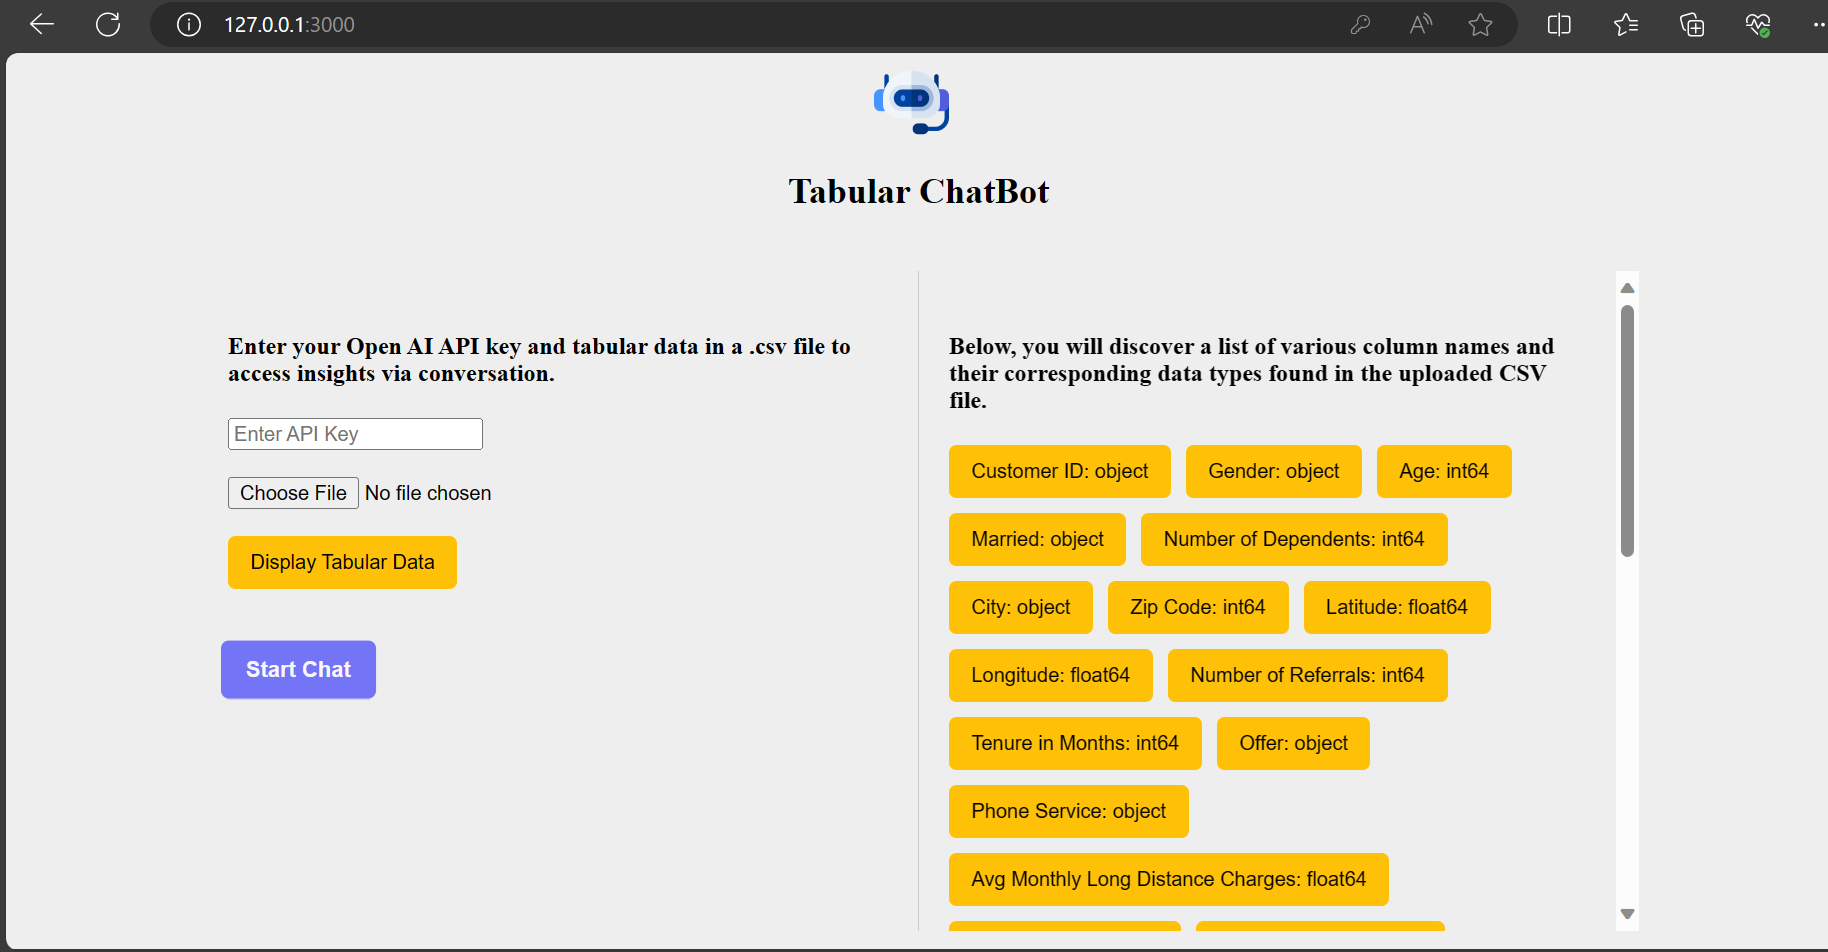 127.0.0.1:3000
Tabular ChatBot
Enter your Open AI API key and tabular data in a .csv file to
access insights via conversation.
Enter API Key
Choose File No file chosen
Display Tabular Data
Start Chat
Below, you will discover a list of various column names and
their corresponding data types found in the uploaded CSV
file.
Customer ID: object Gender: object Age: int64
Married: object Number of Dependents: int64
City: object Zip Code: int64 Latitude: float64
Longitude: float64 Number of Referrals: int64
Tenure in Months: int64 Offer: object
Phone Service: object
Avg Monthly Long Distance Charges: float64